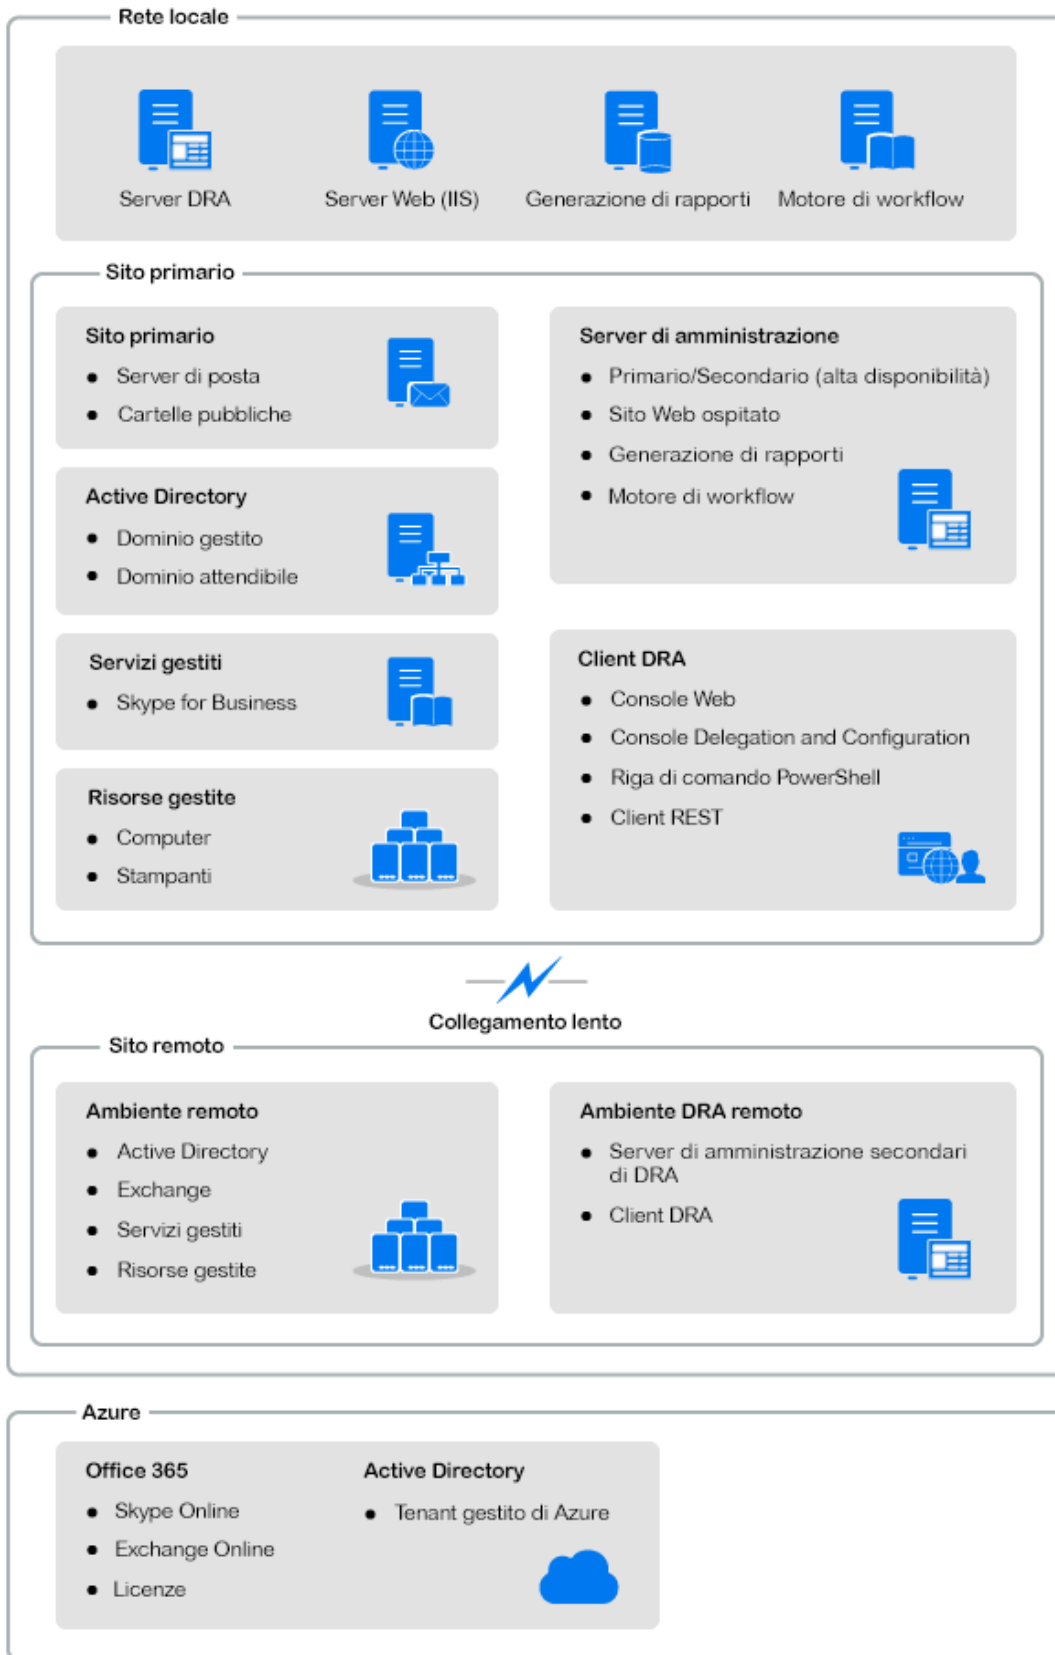 Rete locale
Server DRA
Server Web (IIS)
Generazione di rapporti
Motore di workflow
Sito primario
Sito primario
Server di posta
Cartelle pubbliche
Server di amministrazione
Primario/Secondario (alta disponibilità)
Sito Web ospitato
Generazione di rapporti
Motore di workflow
Active Directory
Dominio gestito
Dominio attendibile
Servizi gestiti
Skype for Business
Client DRA
Console Web
Console Delegation and Configuration
Riga di comando PowerShell
Client REST
Risorse gestite
Computer
Stampanti
Collegamento lento
Sito remoto
Ambiente remoto
Active Directory
Exchange
Servizi gestiti
Risorse gestite
Ambiente DRA remoto
Server di amministrazione secondari
di DRA
Client DRA
Azure
Office 365
Skype Online
Exchange Online
Licenze
Active Directory
Tenant gestito di Azure